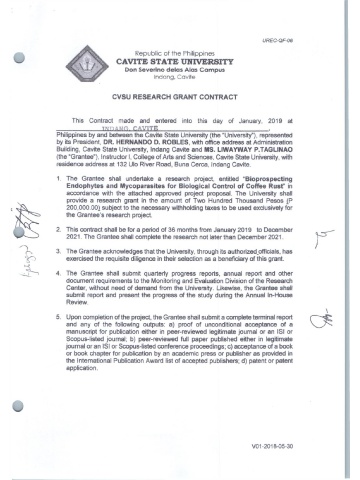 UREC-QF-06
Republic of the Philippines
CAVITE STATE UNIVERSITY
Don Severino delas Alas Campus
Indang, Cavite
CVSU RESEARCH GRANT CONTRACT
This Contract made and entered into this day of January, 2019 at
INDANG, CAVITE
Philippines by and between the Cavite State University (the "University"), represented
by its President, DR. HERNANDO D. ROBLES, with office address at Administration
Building, Cavite State University, Indang Cavite and MS. LIWAYWAY P.TAGLINAO
(the "Grantee"), Instructor I, College of Arts and Sciences, Cavite State University, with
residence address at 132 Ulo River Road, Buna Cerca, Indang Cavite.
1. The Grantee shall undertake a research project, entitled "Bioprospecting
Endophytes and Mycoparasites for Biological Control of Coffee Rust" in
accordance with the attached approved project proposal. The University shall
provide a research grant in the amount of Two Hundred Thousand Pesos (P
200,000.00) subject to the necessary withholding taxes to be used exclusively for
the Grantee's research project.
2. This contract shall be for a period of 36 months from January 2019 to December
2021. The Grantee shall complete the research not later than December 2021.
3. The Grantee acknowledges that the University, through its authorized officials, has
exercised the requisite diligence in their selection as a beneficiary of this grant.
4. The Grantee shall submit quarterly progress reports, annual report and other
document requirements to the Monitoring and Evaluation Division of the Research
Center, without need of demand from the University. Likewise, the Grantee shall
submit report and present the progress of the study during the Annual In-House
Review.
5. Upon completion of the project, the Grantee shall submit a complete terminal report
and any of the following outputs: a) proof of unconditional acceptance of a
manuscript for publication either in peer-reviewed legitimate journal or an ISI or
Scopus-listed journal; b) peer-reviewed full paper published either in legitimate
journal or an ISI or Scopus-listed conference proceedings; c) acceptance of a book
or book chapter for publication by an academic press or publisher as provided in
the International Publication Award list of accepted publishers; d) patent or patent
application.
V01-2018-05-30